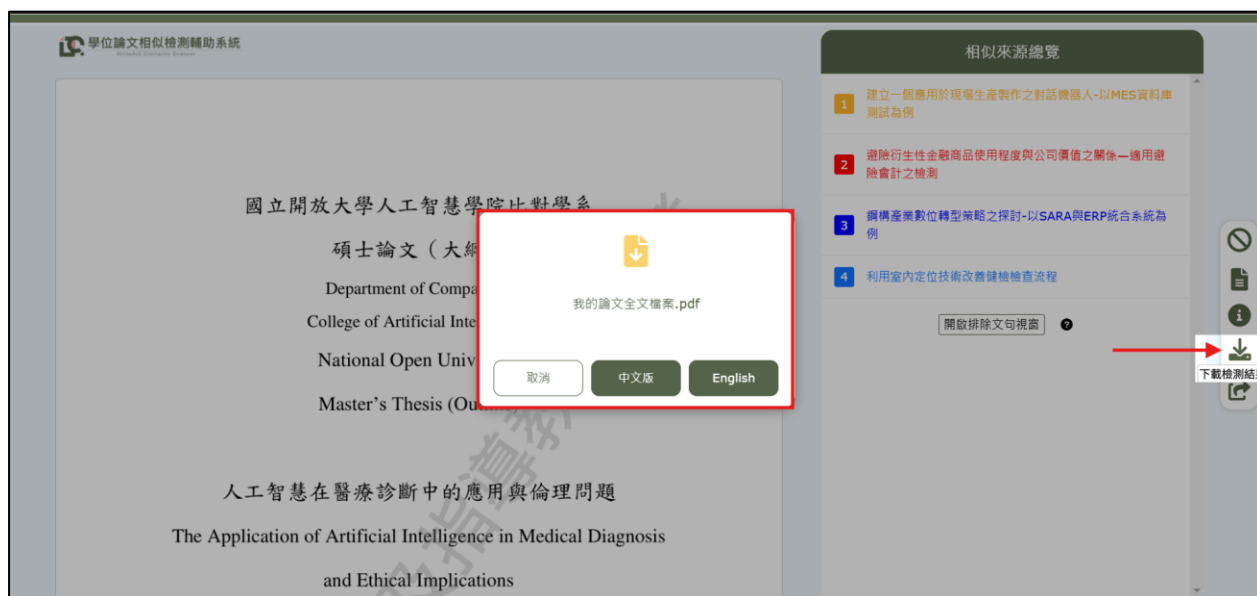 學位論文相似檢測輔助系統
相似來源總覽
1
建立一個應用於現場生產製作之對話機器人-以MES資料庫
測試為例
2
避險衍生性金融商品使用程度與公司價值之關係—適用避
險會計之檢測
3
鋼構產業數位轉型策略之探討-以SARA與ERP統合系統為
例
4
利用室內定位技術改善健檢檢查流程
開啟排除文句視窗
下載檢測結
國立開放大學人工智慧學院比對學系
碩士論文(大綱
Department of Compa
College of Artificial Inte
National Open Univ
Master's Thesis (Ou
我的論文全文檔案.pdf
取消
中文版
English
人工智慧在醫療診斷中的應用與倫理問題
The Application of Artificial Intelligence in Medical Diagnosis
and Ethical Implications